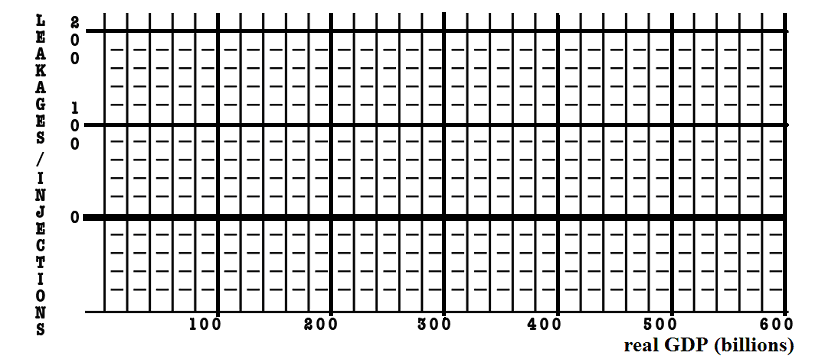 LEAKAGES / INJECTIONS
200
100
0
100 200 300 400 500 600
real GDP (billions)